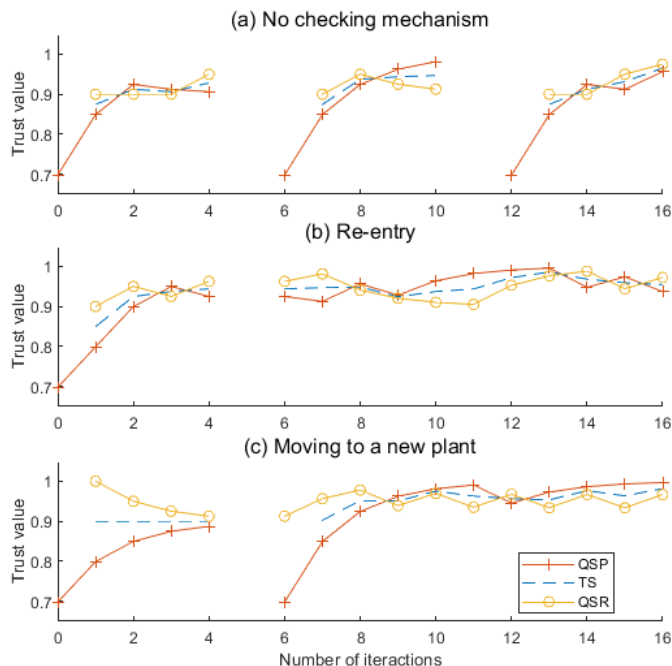 (a) No checking mechanism
Trust value
1
0.9
0.8
0.7
0 2 4 6 8 10 12 14 16
(b) Re-entry
Trust value
1
0.9
0.8
0.7
0 2 4 6 8 10 12 14 16
(c) Moving to a new plant
Trust value
1
0.9
0.8
0.7
0 2 4 6 8 10 12 14 16
Number of iteractions
QSP
TS
QSR